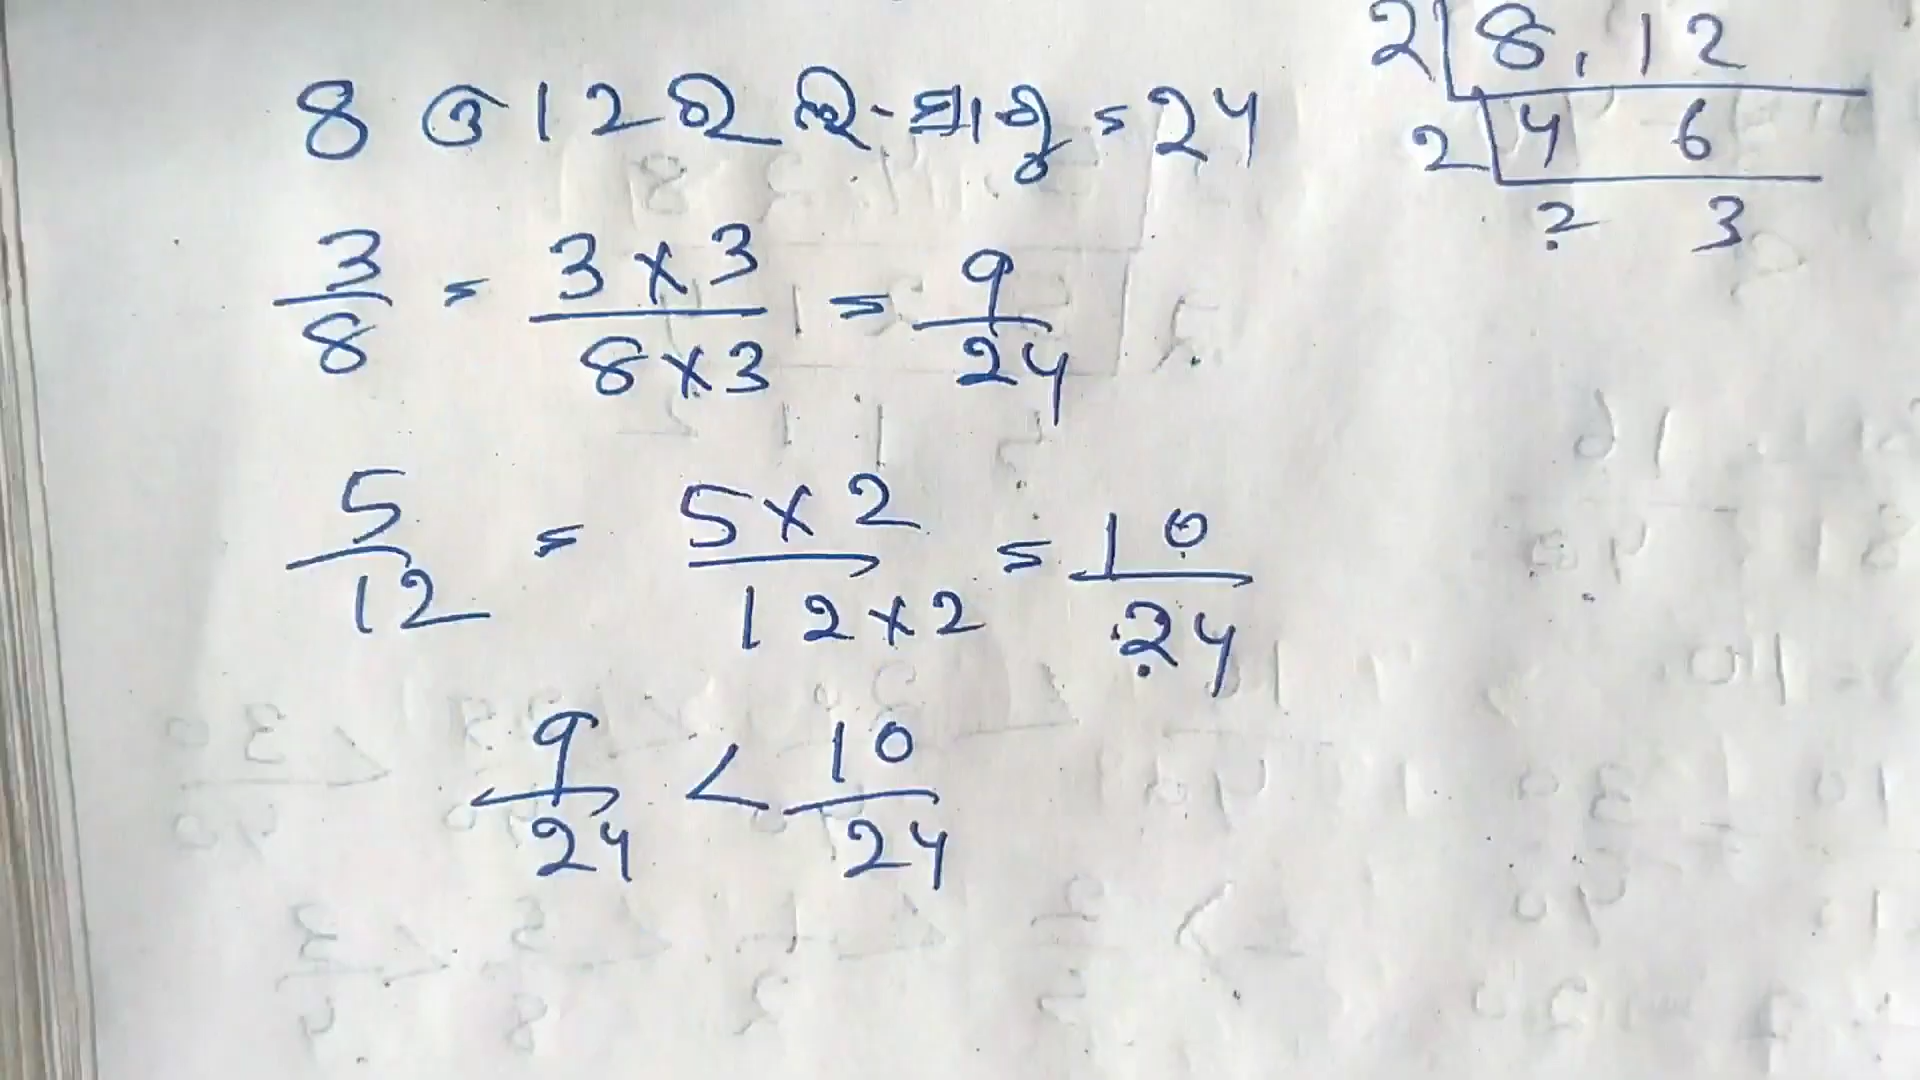 8 ଓ 12ର ଲ.ସା.ଗୁ = 24
2 | 8, 12
2 | 4 6
2 3
3/8 = 3 x 3 / 8 x 3 = 9/24
5/12 = 5 x 2 / 12 x 2 = 10/24
9/24 < 10/24